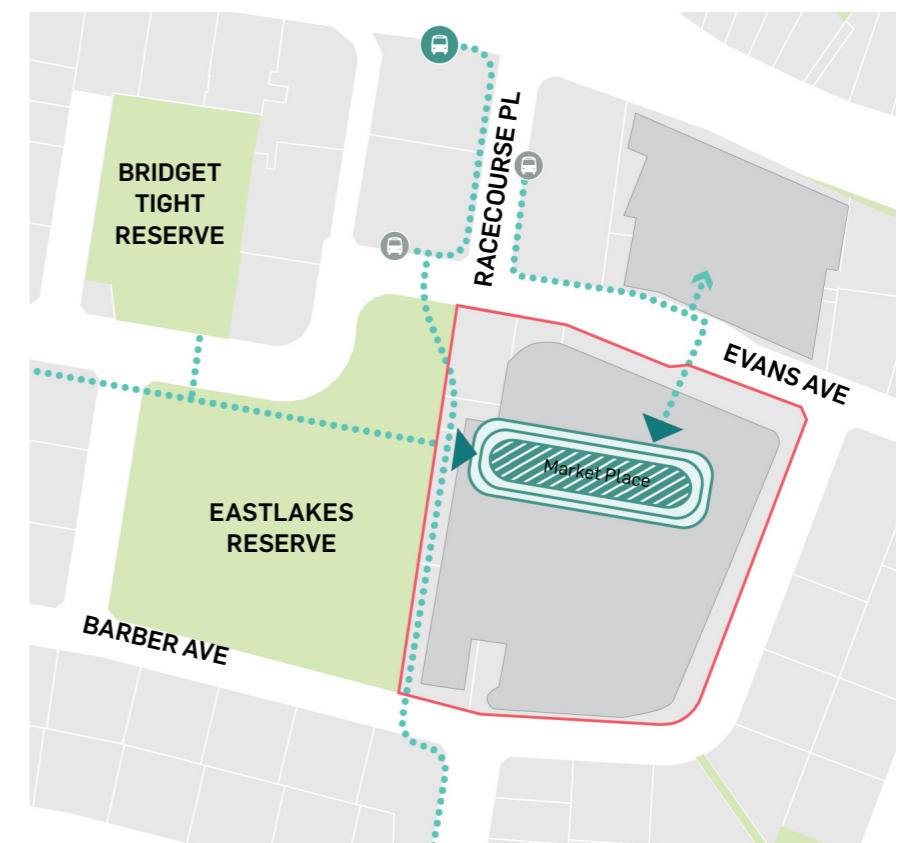 RACECOURSE PL
BRIDGET
TIGHT
RESERVE
EVANS AVE
Market Place
EASTLAKES
RESERVE
BARBER AVE